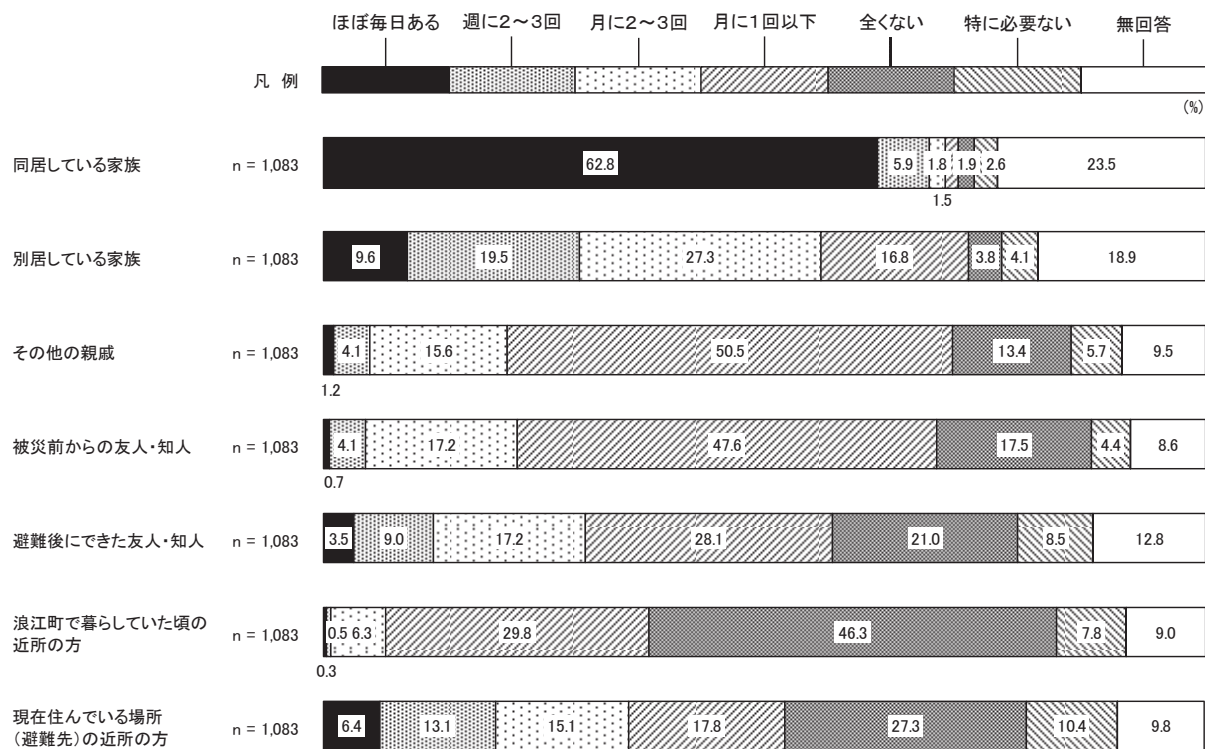 ほぼ毎日ある 週に2～3回 月に2～3回 月に1回以下 全くない 特に必要ない 無回答
凡 例
(%)
同居している家族 n = 1,083 62.8 5.9 1.8 1.9 2.6 23.5
1.5
別居している家族 n = 1,083 9.6 19.5 27.3 16.8 3.8 4.1 18.9
その他の親戚 n = 1,083 4.1 15.6 50.5 13.4 5.7 9.5
1.2
被災前からの友人・知人 n = 1,083 4.1 17.2 47.6 17.5 4.4 8.6
0.7
避難後にできた友人・知人 n = 1,083 3.5 9.0 17.2 28.1 21.0 8.5 12.8
浪江町で暮らしていた頃の
近所の方 n = 1,083 0.5 6.3 29.8 46.3 7.8 9.0
0.3
現在住んでいる場所
（避難先）の近所の方 n = 1,083 6.4 13.1 15.1 17.8 27.3 10.4 9.8